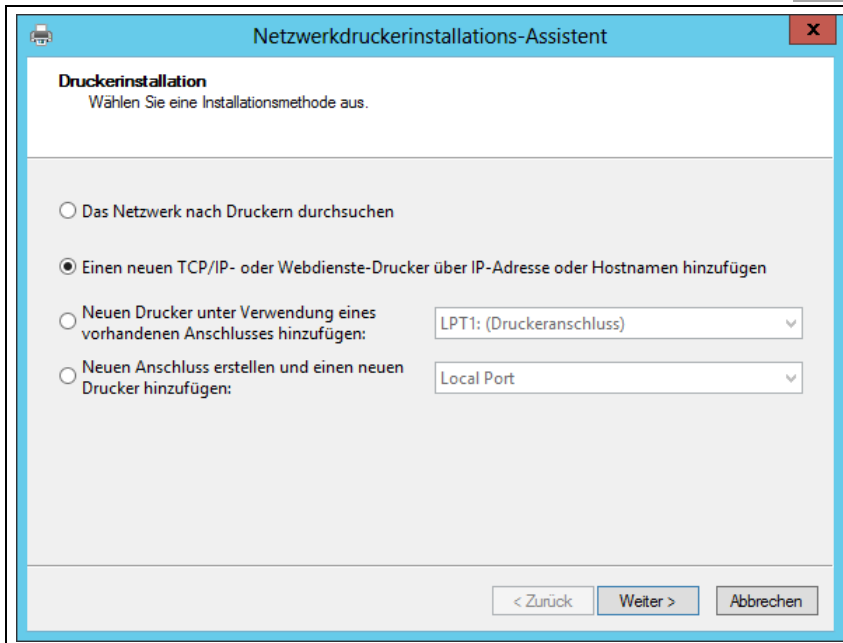 Netzwerkdruckerinstallations-Assistent
x
Druckerinstallation
Wählen Sie eine Installationsmethode aus.
Das Netzwerk nach Druckern durchsuchen
Einen neuen TCP/IP- oder Webdienste-Drucker über IP-Adresse oder Hostnamen hinzufügen
Neuen Drucker unter Verwendung eines
vorhandenen Anschlusses hinzufügen:
LPT1: (Druckeranschluss)
Neuen Anschluss erstellen und einen neuen
Drucker hinzufügen:
Local Port
< Zurück
Weiter >
Abbrechen